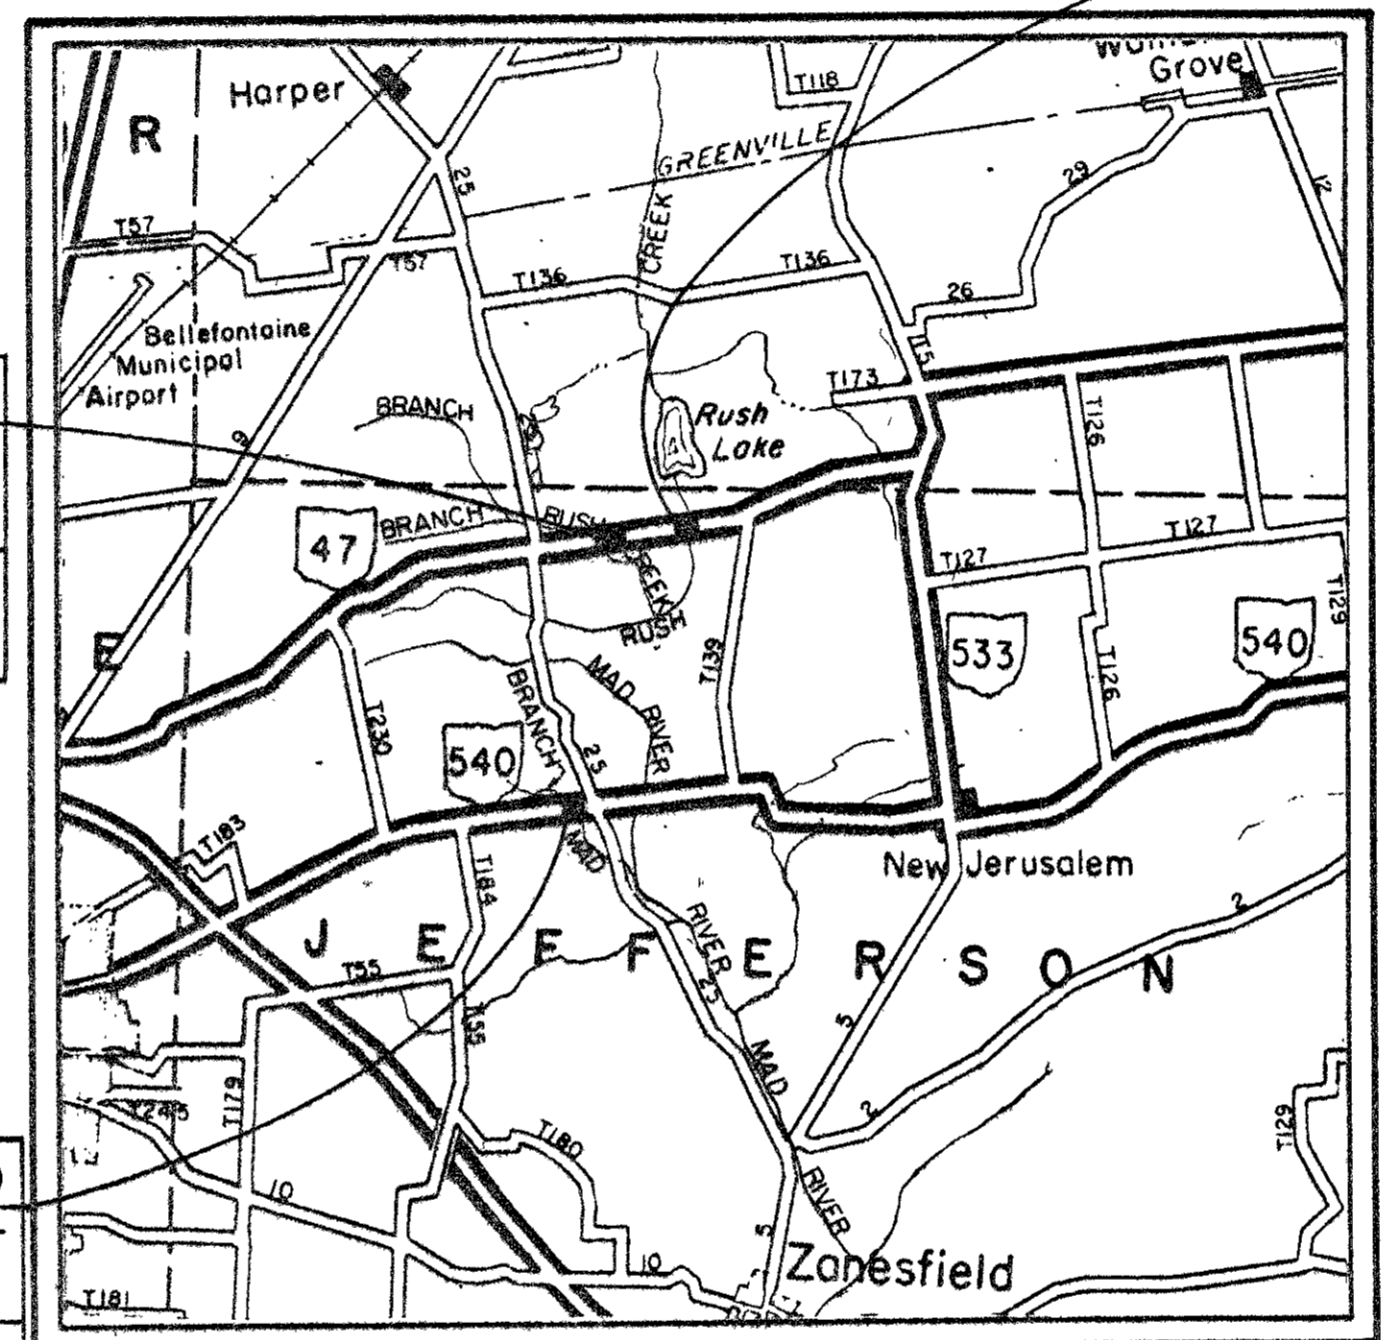 Harper
Grove
T118
R
GREENVILLE
25
29
12
CREEK
T57
T57
T136
T136
26
Bellefontaine
Municipal
Airport
T5
T173
BRANCH
Rush
Lake
T126
9
47
BRANCH
RUSH
T127
T127
CREEK
RUSH
T129
533
540
E
T139
MAD
RIVER
T126
BRANCH
T230
540
25
T183
MAD
New Jerusalem
T184
2
RIVER
J E F F E R S O N
T55
25
T55
5
MAD
T179
T245
2
T129
T180
10
RIVER
5
10
Zanesfield
T181